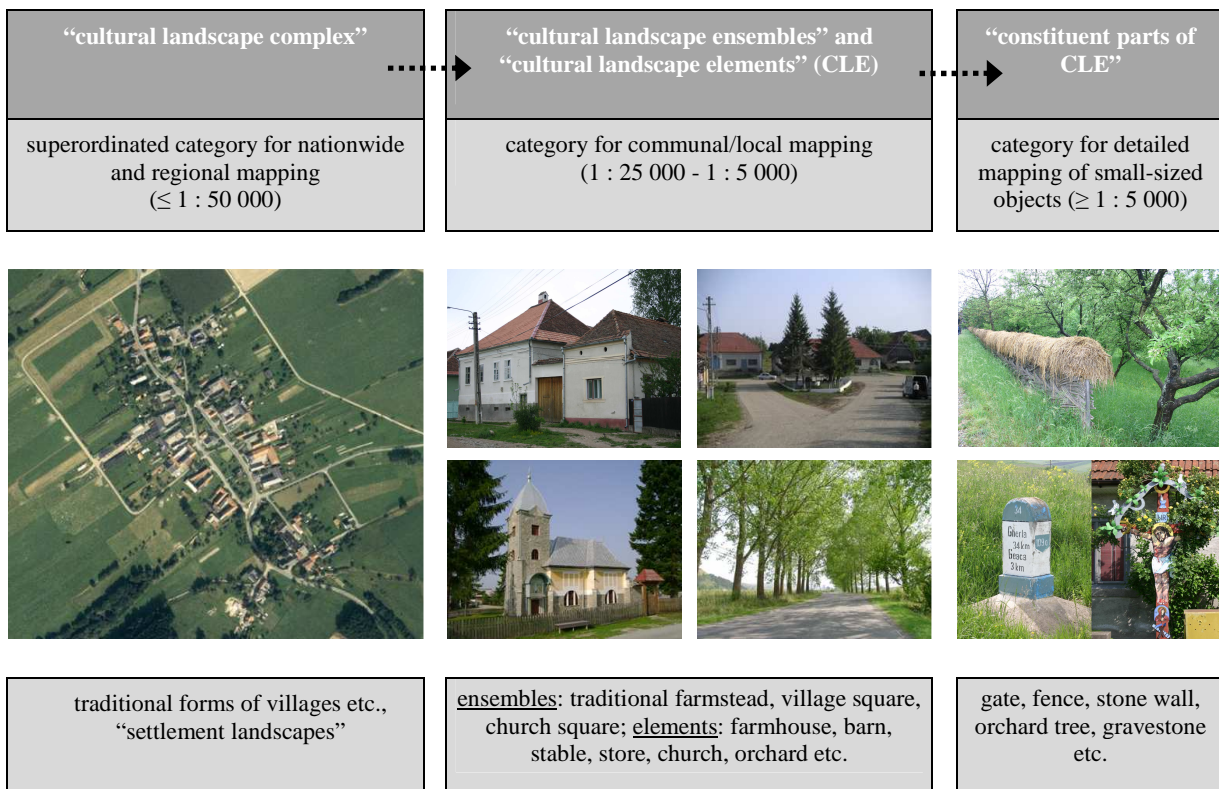 “cultural landscape complex”
“cultural landscape ensembles” and
“cultural landscape elements” (CLE)
“constituent parts of
CLE”
superordinated category for nationwide
and regional mapping
(≤ 1 : 50 000)
category for communal/local mapping
(1 : 25 000 - 1 : 5 000)
category for detailed
mapping of small-sized
objects (≥ 1 : 5 000)
34
Gherla
34km
Geaca
3km
traditional forms of villages etc.,
“settlement landscapes”
ensembles: traditional farmstead, village square,
church square; elements: farmhouse, barn,
stable, store, church, orchard etc.
gate, fence, stone wall,
orchard tree, gravestone
etc.